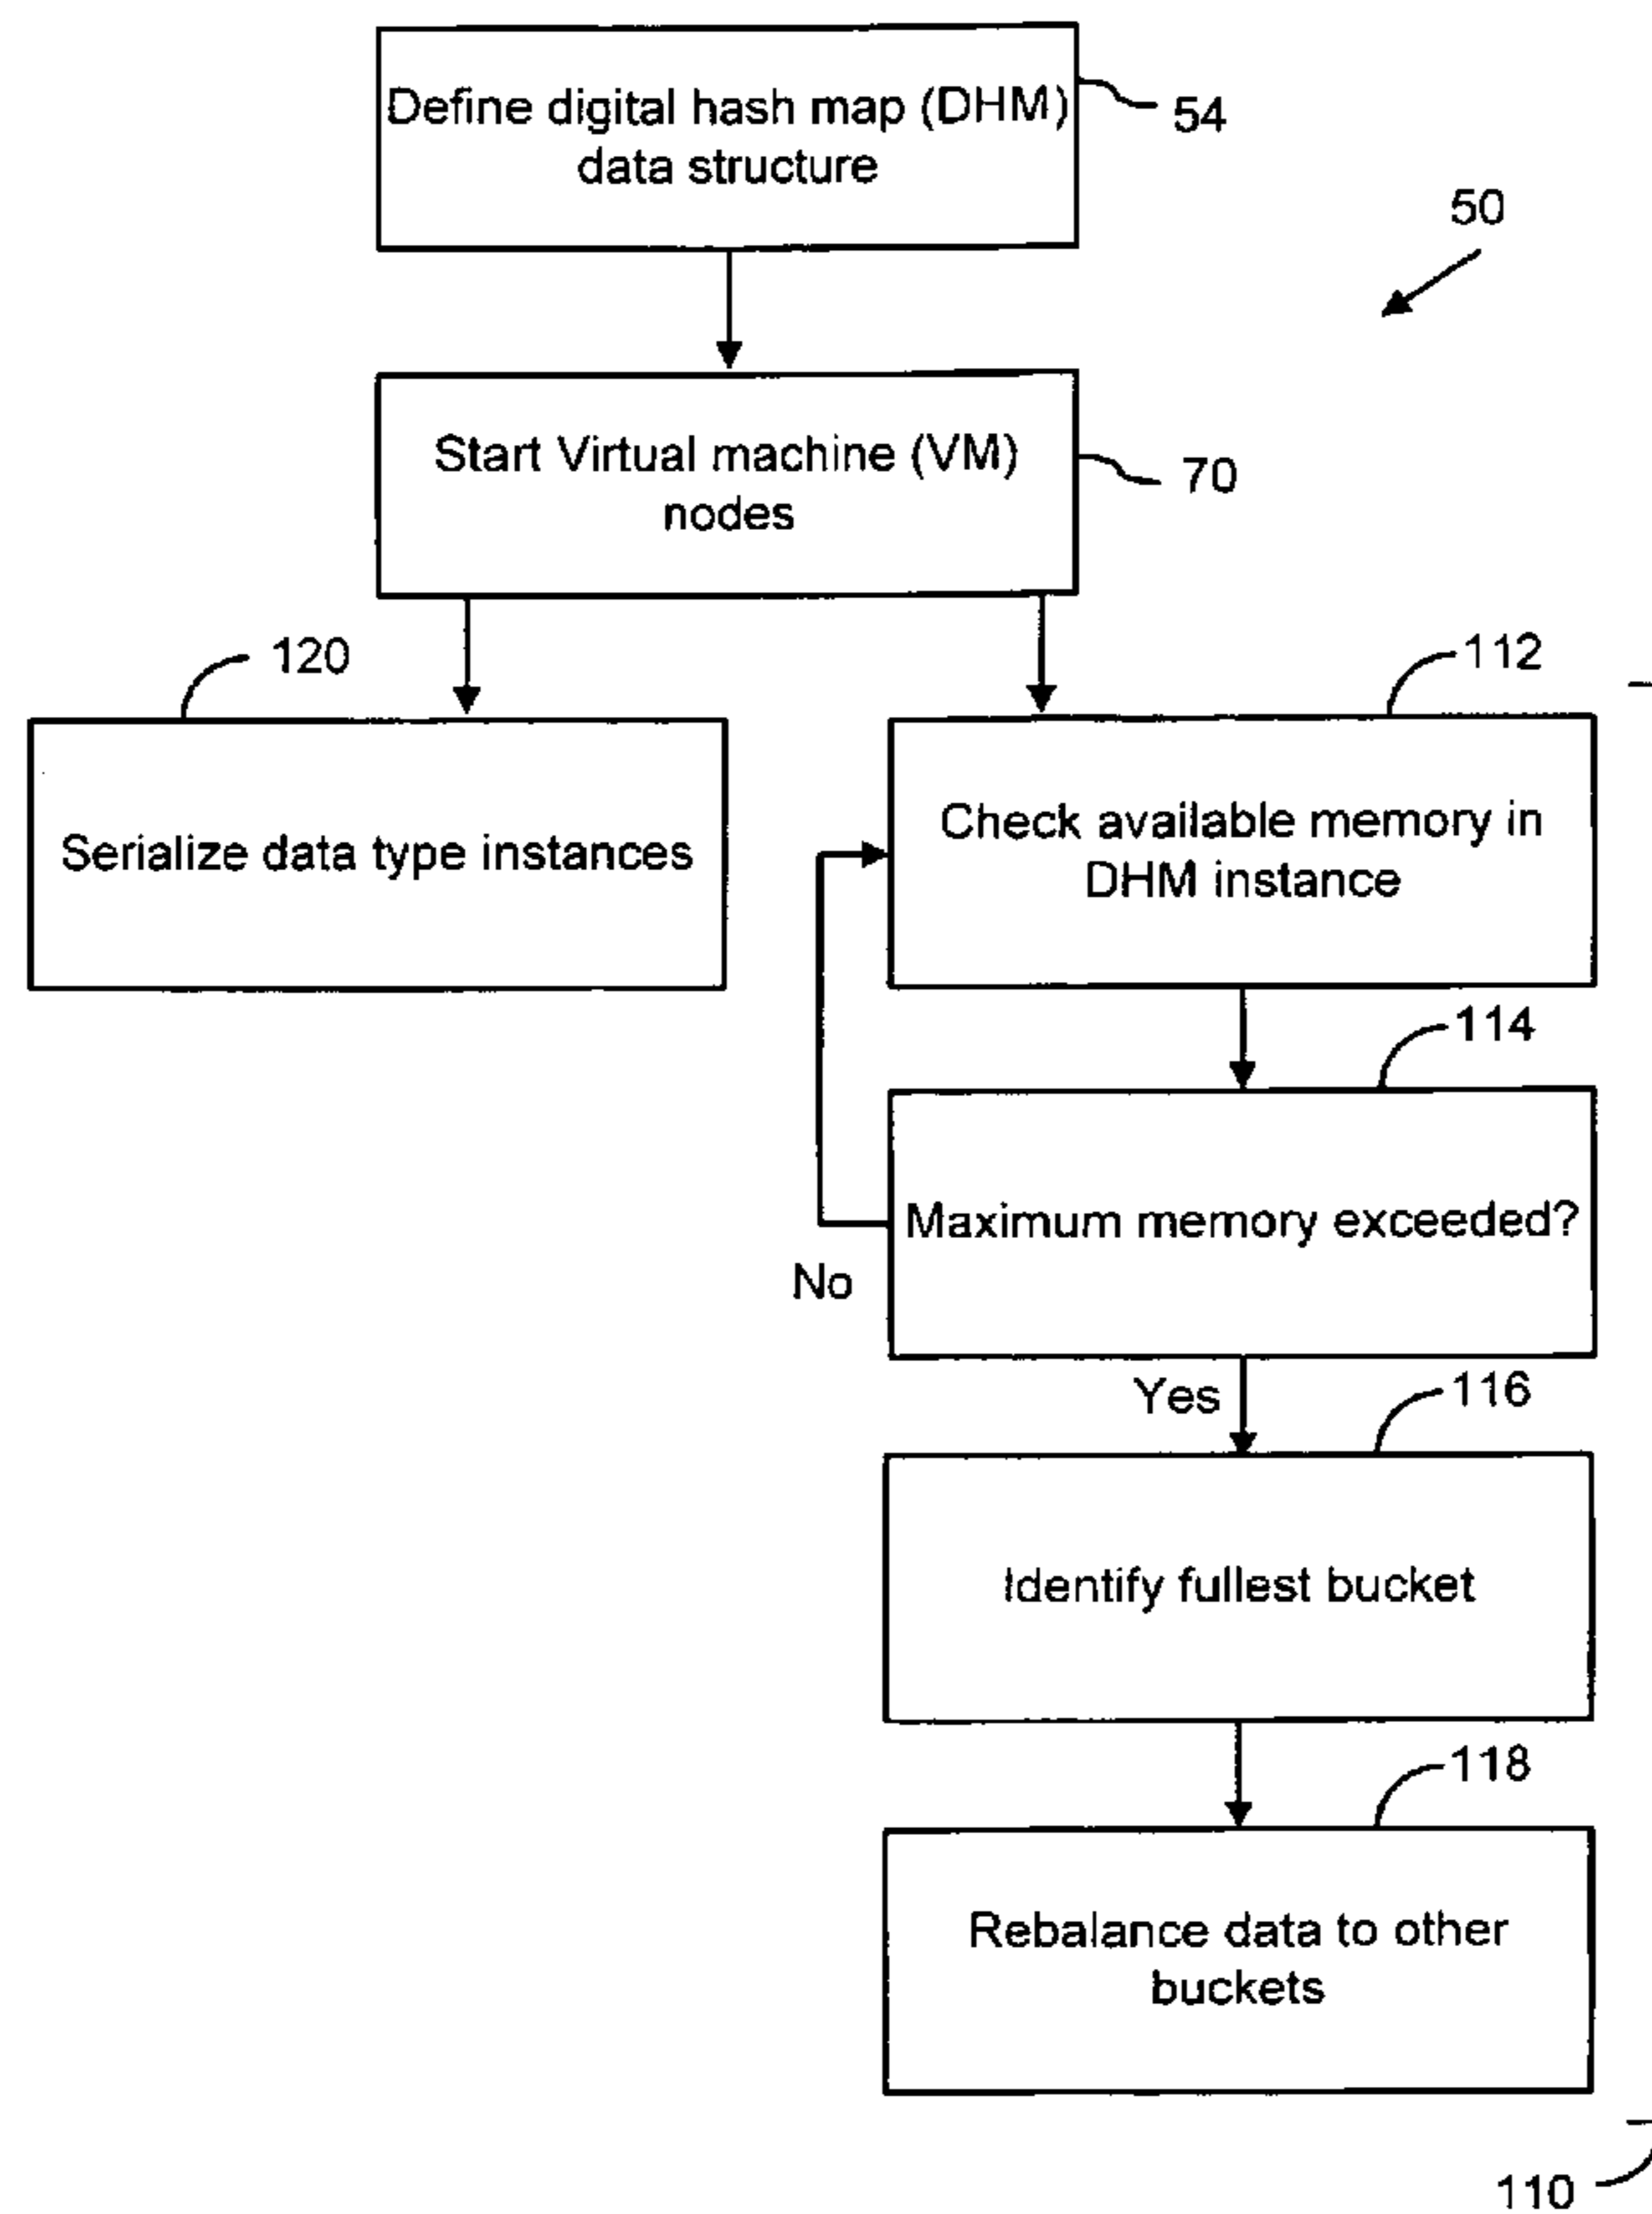 Define digital hash map (DHM)
data structure
54
50
Start Virtual machine (VM)
nodes
70
120
112
Serialize data type instances
Check available memory in
DHM instance
114
Maximum memory exceeded?
No
Yes
116
Identify fullest bucket
118
Rebalance data to other
buckets
110